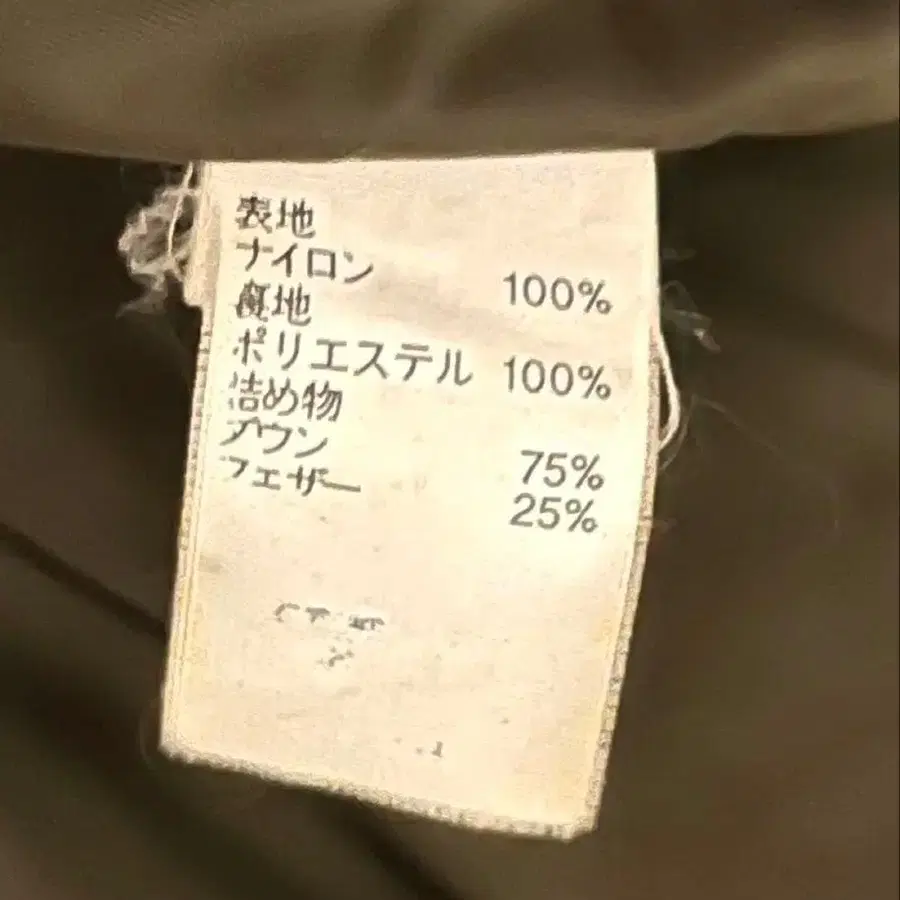 表地
ナイロン 100%
裏地
ポリエステル 100%
詰め物
ダウン 75%
フェザー 25%